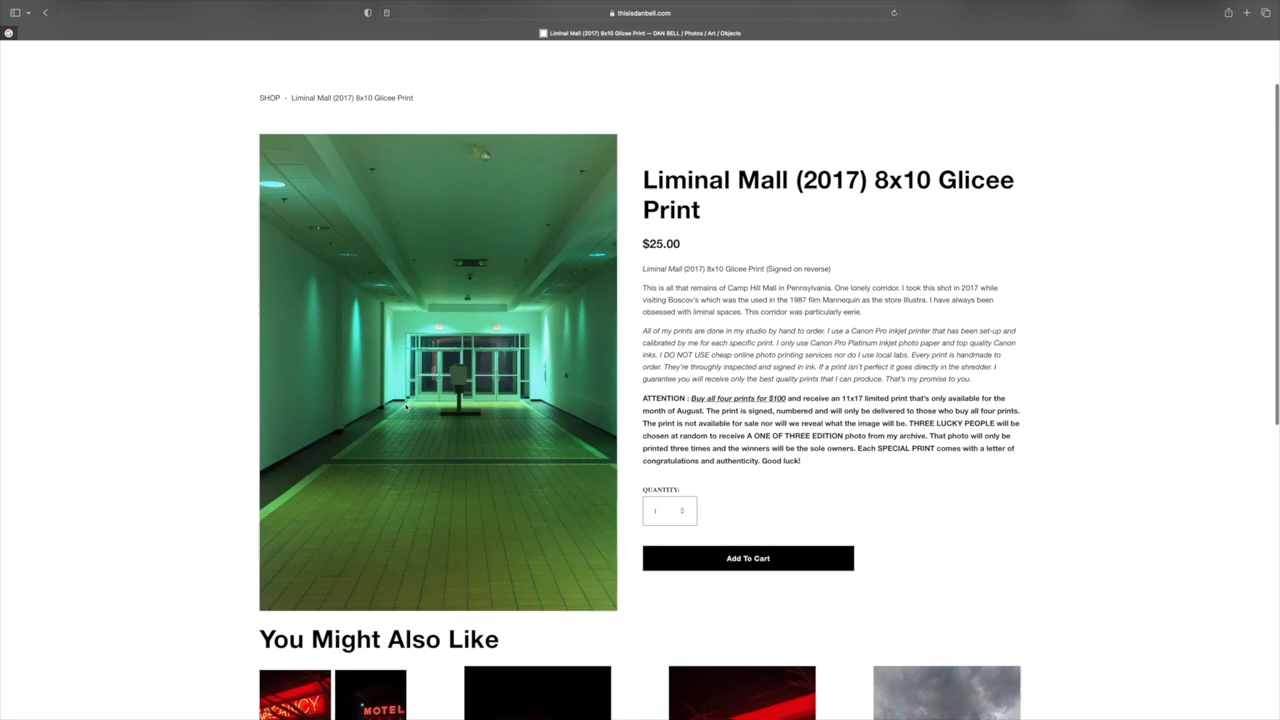 thisisdanbell.com
Liminal Mall (2017) 8x10 Glicee Print — DAN BELL / Photos / Art / Objects
SHOP › Liminal Mall (2017) 8x10 Glicee Print
Liminal Mall (2017) 8x10 Glicee
Print
$25.00
Liminal Mall (2017) 8x10 Glicee Print (Signed on reverse)
This is all that remains of Camp Hill Mall in Pennsylvania. One lonely corridor. I took this shot in 2017 while
visiting Boscov's which was the used in the 1987 film Mannequin as the store Illustra. I have always been
obsessed with liminal spaces. This corridor was particularly eerie.
All of my prints are done in my studio by hand to order. I use a Canon Pro inkjet printer that has been set-up and
calibrated by me for each specific print. I only use Canon Pro Platinum inkjet photo paper and top quality Canon
inks. I DO NOT USE cheap online photo printing services nor do I use local labs. Every print is handmade to
order. They're throughly inspected and signed in ink. If a print isn't perfect it goes directly in the shredder. I
guarantee you will receive only the best quality prints that I can produce. That's my promise to you.
ATTENTION : Buy all four prints for $100 and receive an 11x17 limited print that's only available for the
month of August. The print is signed, numbered and will only be delivered to those who buy all four prints.
The print is not available for sale nor will we reveal what the image will be. THREE LUCKY PEOPLE will be
chosen at random to receive A ONE OF THREE EDITION photo from my archive. That photo will only be
printed three times and the winners will be the sole owners. Each SPECIAL PRINT comes with a letter of
congratulations and authenticity. Good luck!
QUANTITY:
1
Add To Cart
You Might Also Like
MOTEL